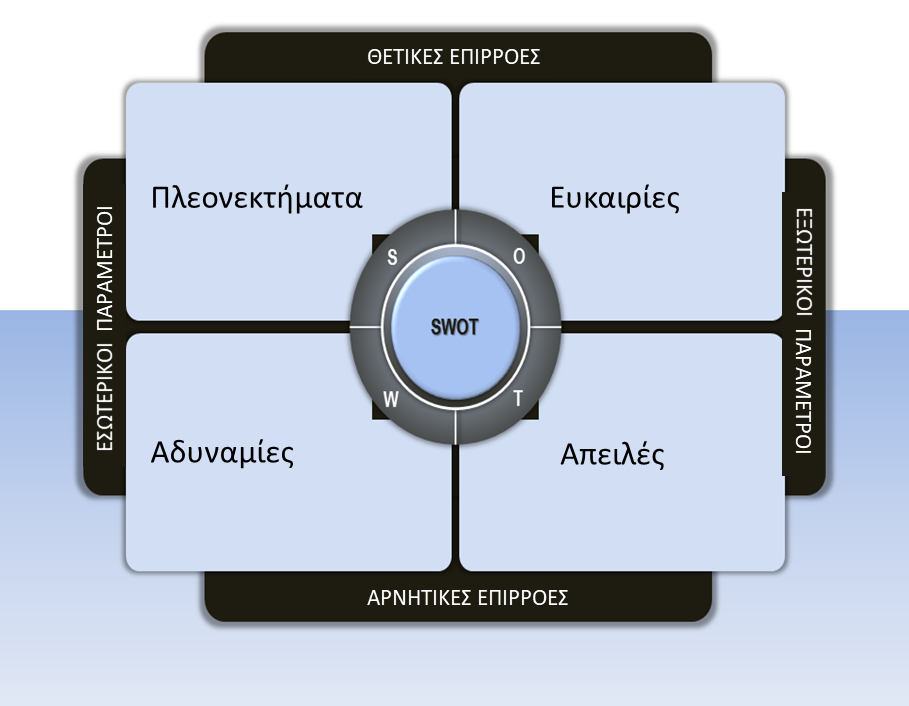 ΘΕΤΙΚΕΣ ΕΠΙΡΡΟΕΣ
Πλεονεκτήματα
Ευκαιρίες
ΕΣΩΤΕΡΙΚΟΙ ΠΑΡΑΜΕΤΡΟΙ
ΕΞΩΤΕΡΙΚΟΙ ΠΑΡΑΜΕΤΡΟΙ
S
O
SWOT
W
T
Αδυναμίες
Απειλές
ΑΡΝΗΤΙΚΕΣ ΕΠΙΡΡΟΕΣ